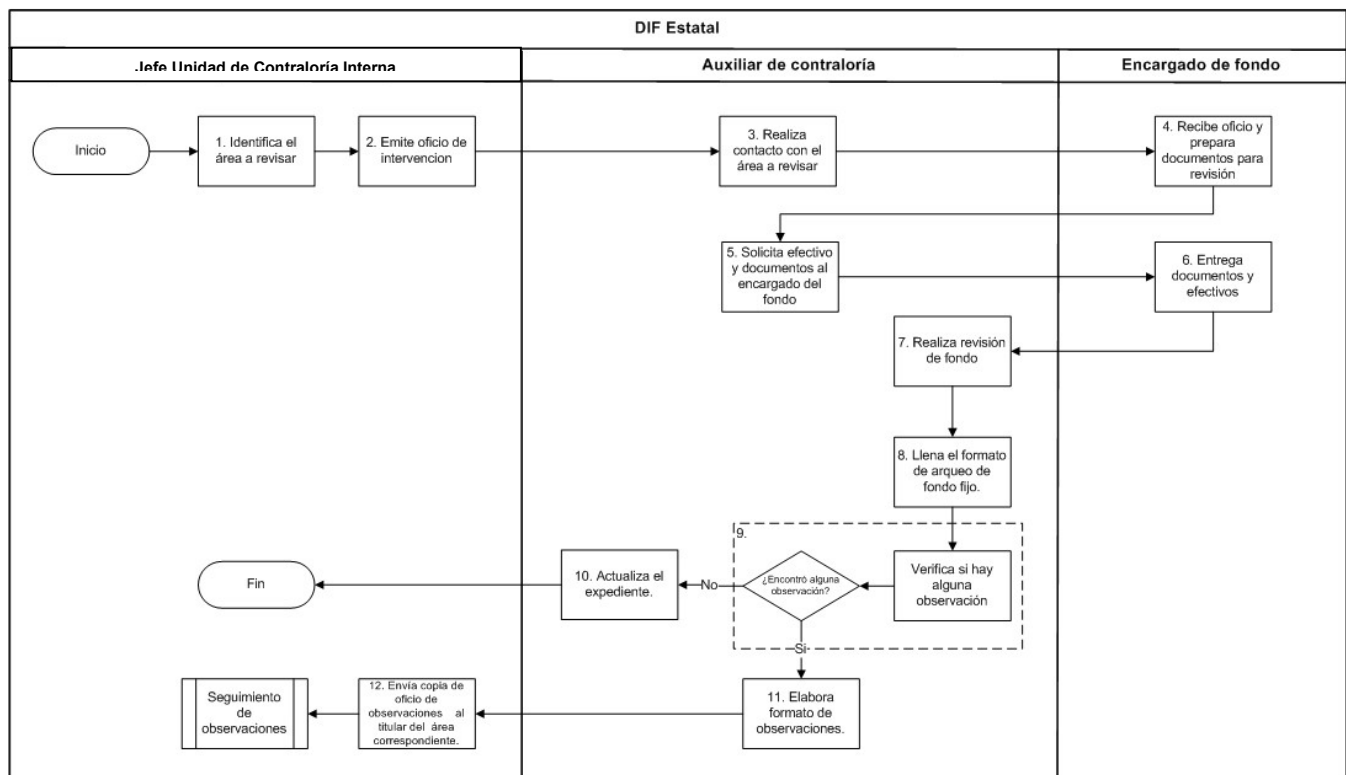 DIF Estatal
Jefe Unidad de Contraloría Interna
Auxiliar de contraloría
Encargado de fondo
Inicio
1. Identifica el
área a revisar
2. Emite oficio de
intervencion
3. Realiza
contacto con el
área a revisar
4. Recibe oficio y
prepara
documentos para
revisión
5. Solicita efectivo
y documentos al
encargado del
fondo
6. Entrega
documentos y
efectivos
7. Realiza revisión
de fondo
8. Llena el formato
de arqueo de
fondo fijo.
9.
Verifica si hay
alguna
observación
¿Encontró alguna
observación?
No
10. Actualiza el
expediente.
Fin
Si
11. Elabora
formato de
observaciones.
12. Envía copia de
oficio de
observaciones al
titular del área
correspondiente.
Seguimiento
de
observaciones